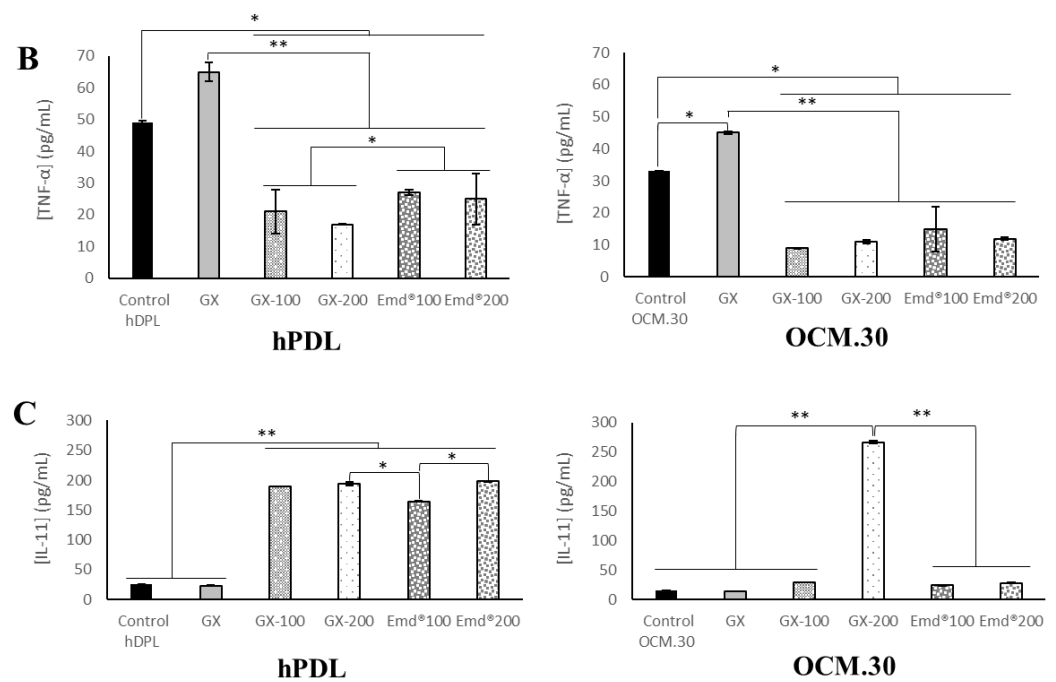 B
*
**
*
[TNF-α] (pg/mL)
70
60
50
40
30
20
10
0
Control hDPL
GX
GX-100
GX-200
Emd®100
Emd®200
hPDL
*
*
**
[TNF-α] (pg/mL)
70
60
50
40
30
20
10
0
Control OCM.30
GX
GX-100
GX-200
Emd®100
Emd®200
OCM.30
C
**
*
*
[IL-11] (pg/mL)
300
250
200
150
100
50
0
Control hDPL
GX
GX-100
GX-200
Emd®100
Emd®200
hPDL
**
**
[IL-11] (pg/mL)
300
250
200
150
100
50
0
Control OCM.30
GX
GX-100
GX-200
Emd®100
Emd®200
OCM.30